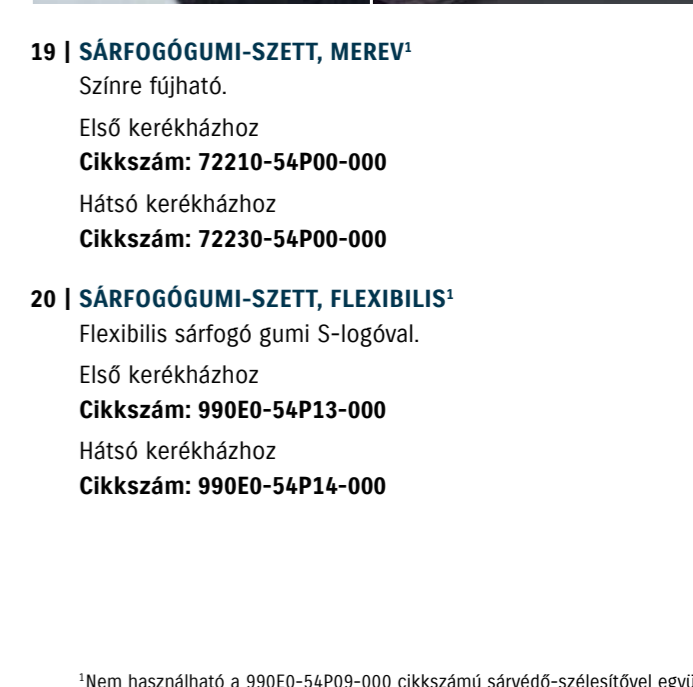 19 | SÁRFOGÓGUMI-SZETT, MEREV¹
Színre fújható.
Első kerékházhoz
Cikkszám: 72210-54P00-000
Hátsó kerékházhoz
Cikkszám: 72230-54P00-000
20 | SÁRFOGÓGUMI-SZETT, FLEXIBILIS¹
Flexibilis sárfogó gumi S-logóval.
Első kerékházhoz
Cikkszám: 990E0-54P13-000
Hátsó kerékházhoz
Cikkszám: 990E0-54P14-000
¹Nem használható a 990E0-54P09-000 cikkszámú sárvédő-szélesítővel